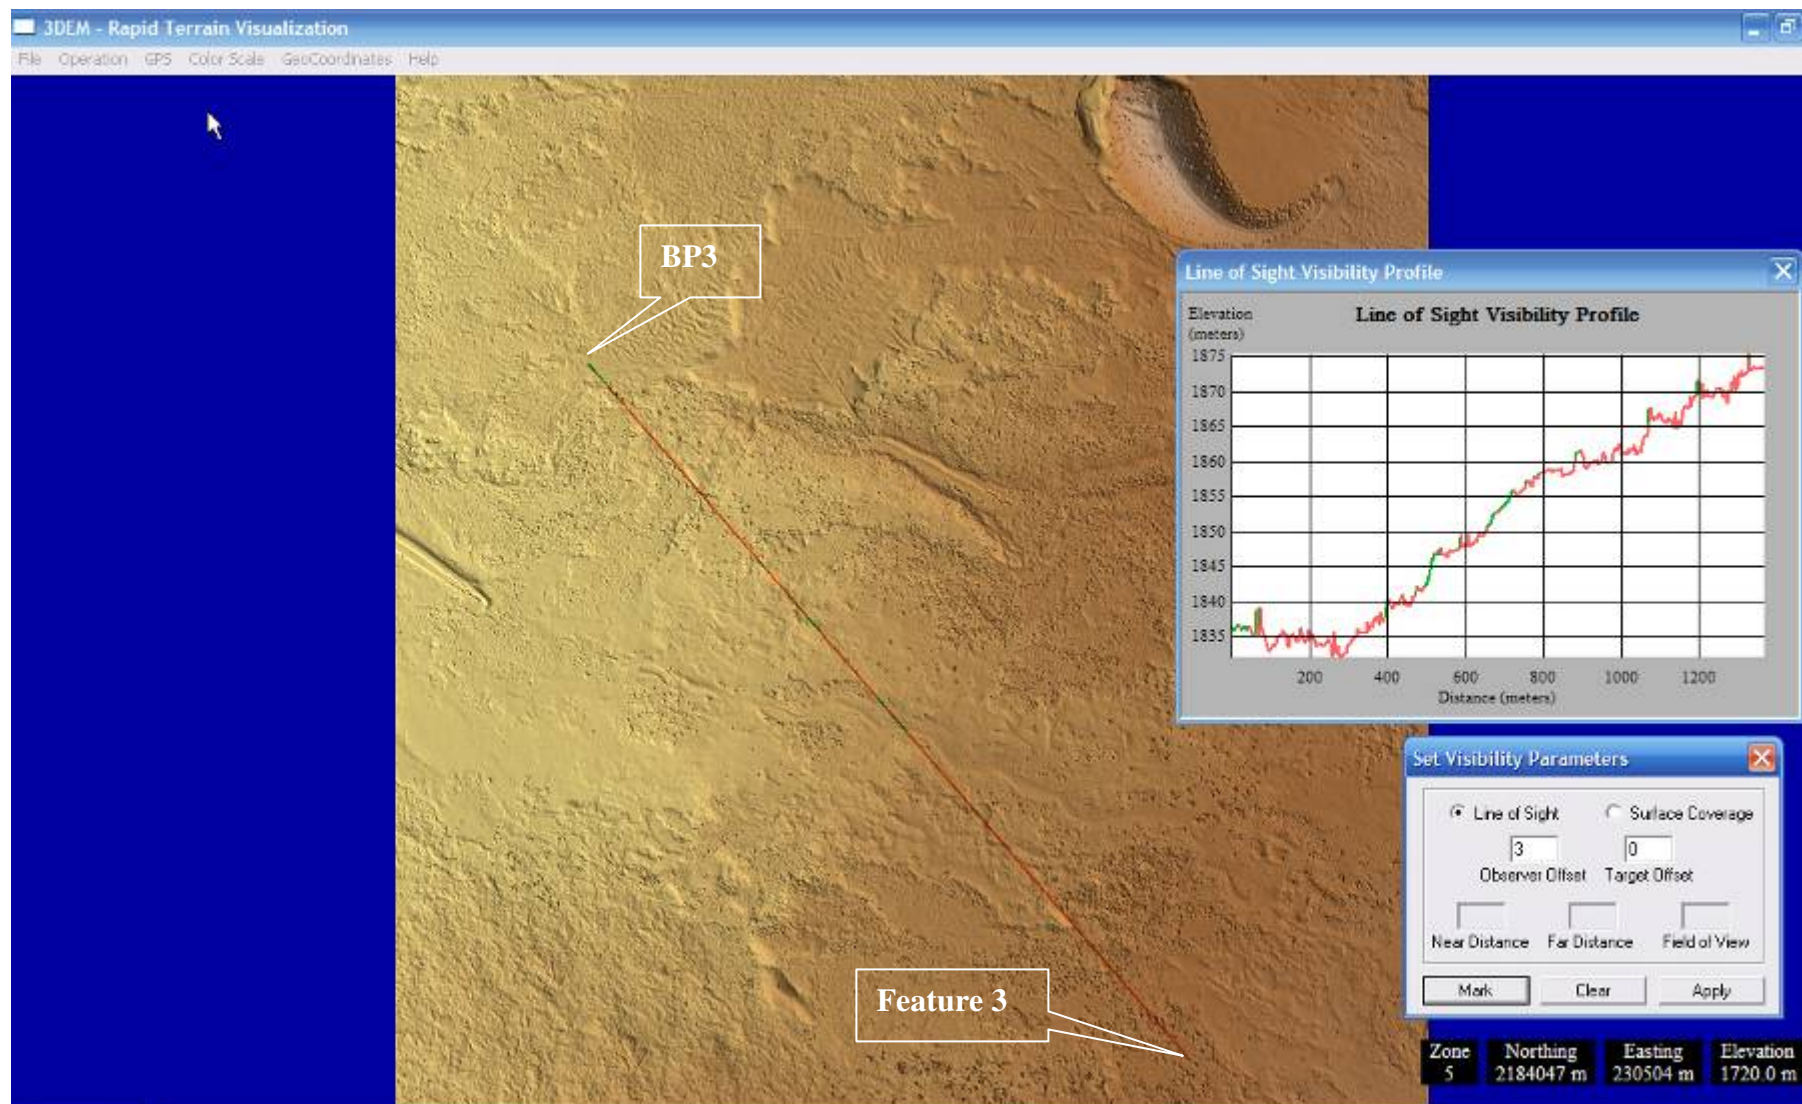 3DEM - Rapid Terrain Visualization
File Operation GPS Color Scale GeoCoordinates Help
BP3
Feature 3
Line of Sight Visibility Profile
Elevation
(meters)
Line of Sight Visibility Profile
1875
1870
1865
1860
1855
1850
1845
1840
1835
200 400 600 800 1000 1200
Distance (meters)
Set Visibility Parameters
Line of Sight Surface Coverage
3 0
Observer Offset Target Offset
Near Distance Far Distance Field of View
Mark Clear Apply
Zone Northing Easting Elevation
5 2184047 m 230504 m 1720.0 m